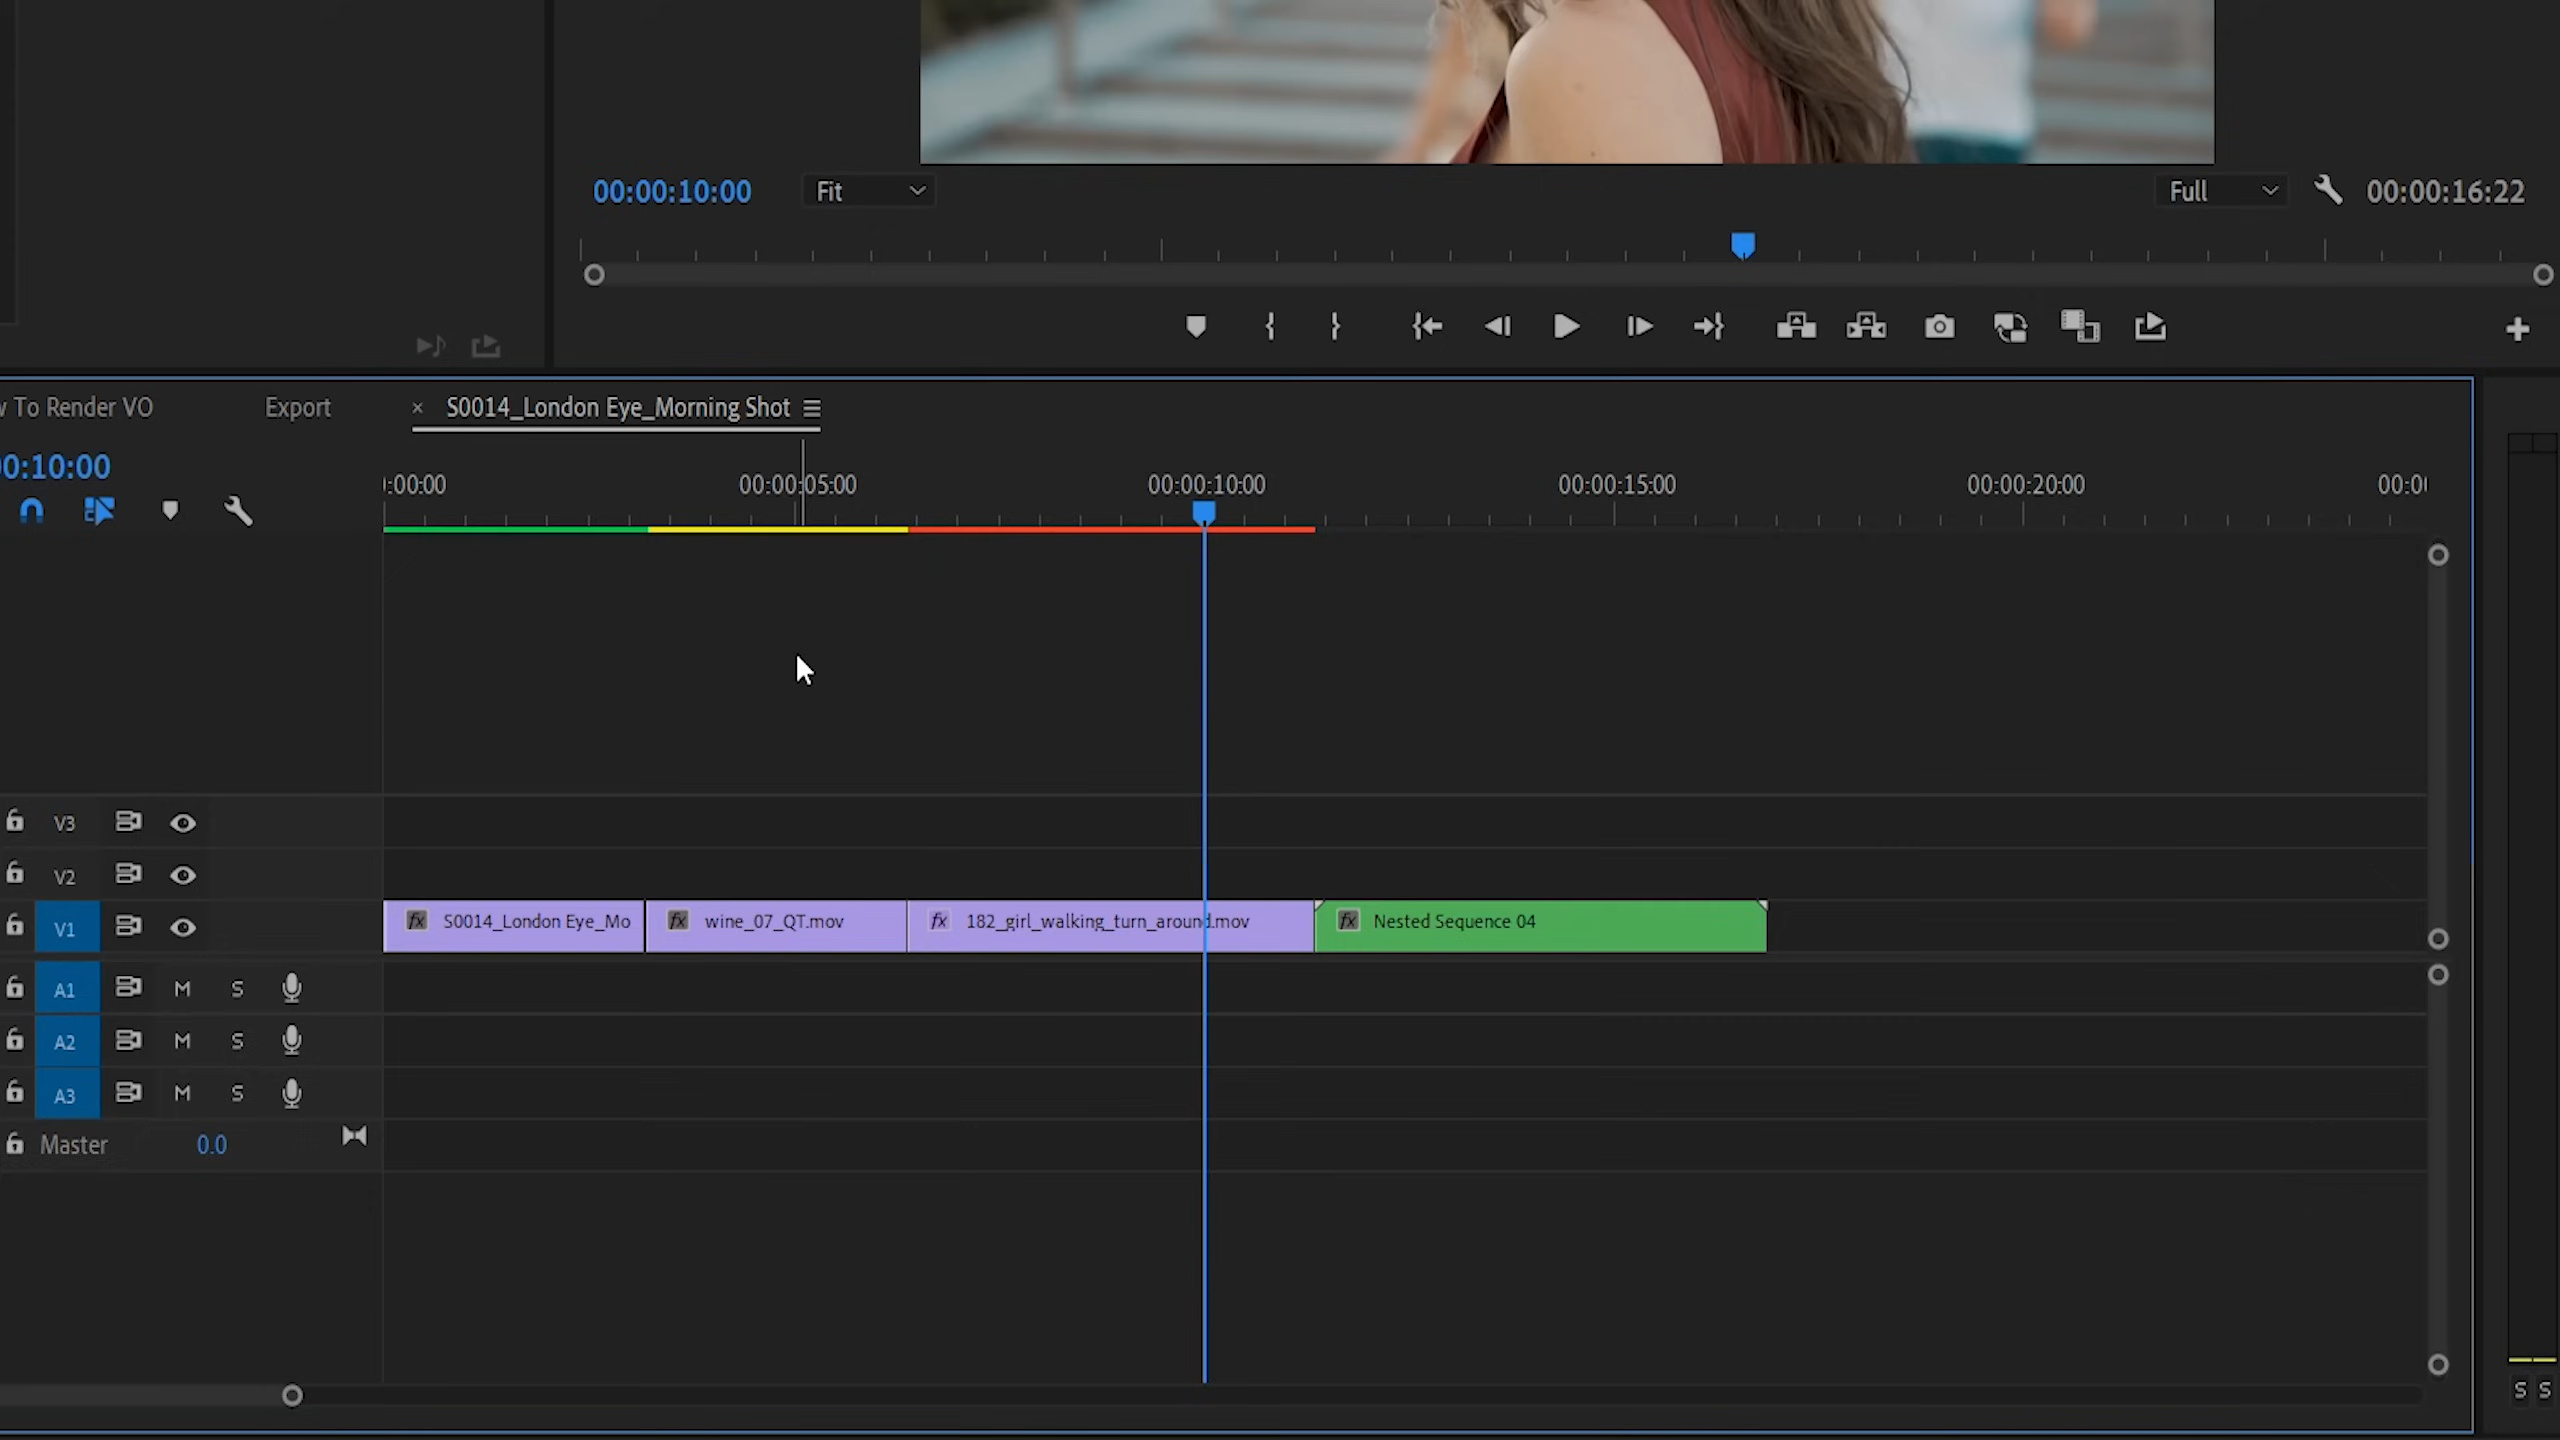 00:00:10:00 Fit Full 00:00:16:22
w To Render VO Export × S0014_London Eye_Morning Shot
0:10:00
:00:00 00:00:05:00 00:00:10:00 00:00:15:00 00:00:20:00 00:0
V3
V2
V1 fx S0014_London Eye_Mo fx wine_07_QT.mov fx 182_girl_walking_turn_around.mov fx Nested Sequence 04
A1 M S
A2 M S
A3 M S
Master 0.0
S S